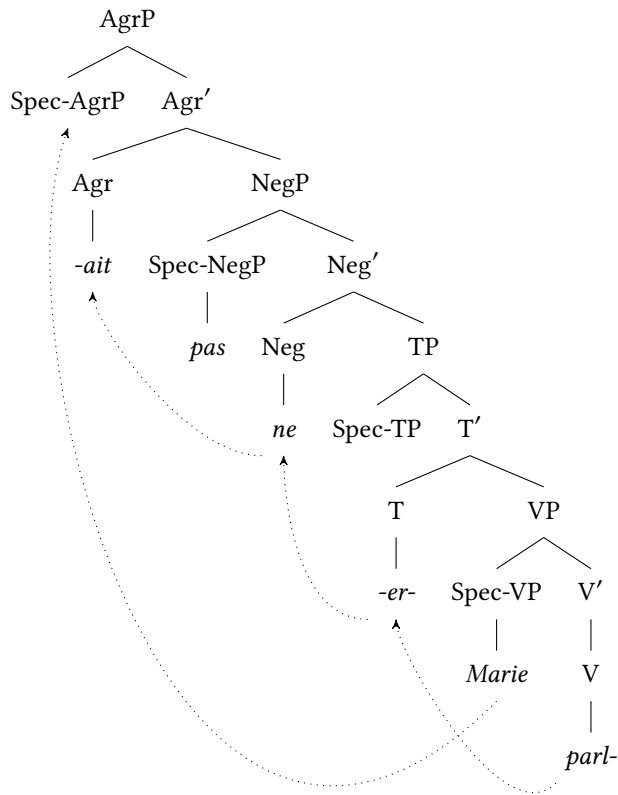 AgrP
Spec-AgrP Agr′
Agr NegP
-ait Spec-NegP Neg′
pas Neg TP
ne Spec-TP T′
T VP
-er- Spec-VP V′
Marie V
parl-